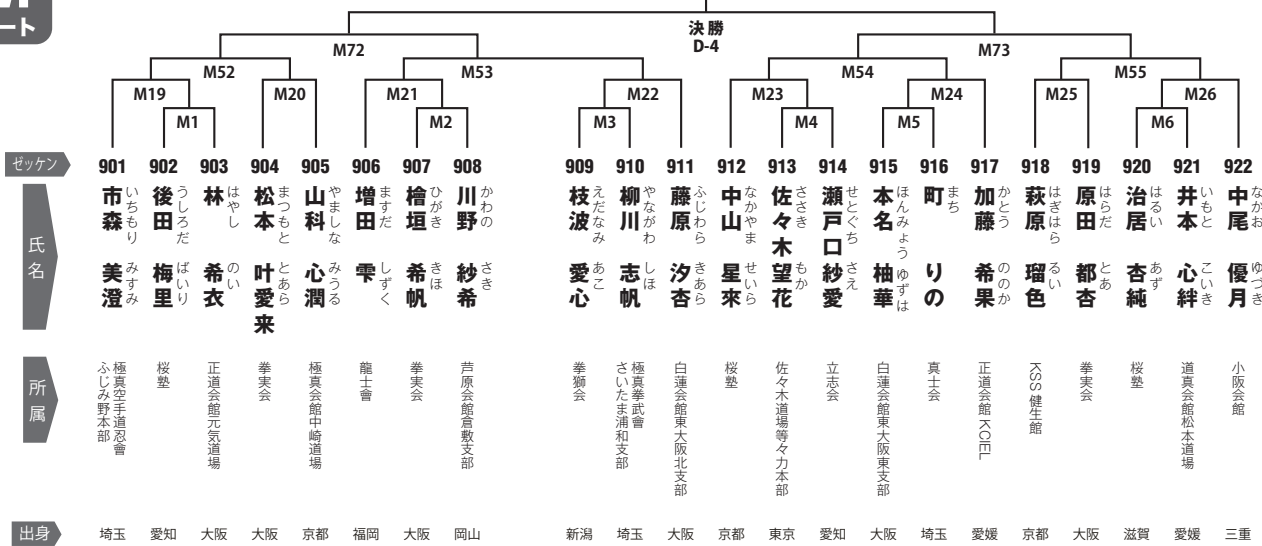 ート
決勝
D-4
M72
M73
M52
M53
M54
M55
M19
M20
M21
M22
M23
M24
M25
M26
M1
M2
M3
M4
M5
M6
ゼッケン
901 902 903 904 905 906 907 908 909 910 911 912 913 914 915 916 917 918 919 920 921 922
氏名
市森 美澄
いちもり みすみ
後田 梅里
うしろだ ばいり
林 希衣
はやし のい
松本 叶愛来
まつもと とあら
山科 心潤
やましな みうる
増田 雫
ますだ しずく
檜垣 希帆
ひがき きほ
川野 紗希
かわの さき
枝波 愛心
えだなみ あこ
柳川 志帆
やながわ しほ
藤原 汐杏
ふじわら きあら
中山 星來
なかやま せいら
佐々木 望花
ささき もか
瀬戸口 紗愛
せとぐち さえ
本名 柚華
ほんみょう ゆずは
町 りの
まち
加藤 希果
かとう ののか
萩原 瑠色
はぎはら るい
原田 都杏
はらだ とあ
治居 杏純
はるい あず
井本 心絆
いもと こいき
中尾 優月
なかお ゆづき
所属
極真空手道忍會
ふじみ野本部
桜塾
正道会館元気道場
拳実会
極真会館中崎道場
龍士會
拳実会
芦原会館倉敷支部
拳獅会
極真拳武會
さいたま浦和支部
白蓮会館東大阪北支部
桜塾
佐々木道場等々力本部
立志会
白蓮会館東大阪東支部
真士会
正道会館 KCIEL
KSS 健生館
拳実会
桜塾
道真会館松本道場
小阪会館
出身
埼玉 愛知 大阪 大阪 京都 福岡 大阪 岡山 新潟 埼玉 大阪 京都 東京 愛知 大阪 埼玉 愛媛 京都 大阪 滋賀 愛媛 三重